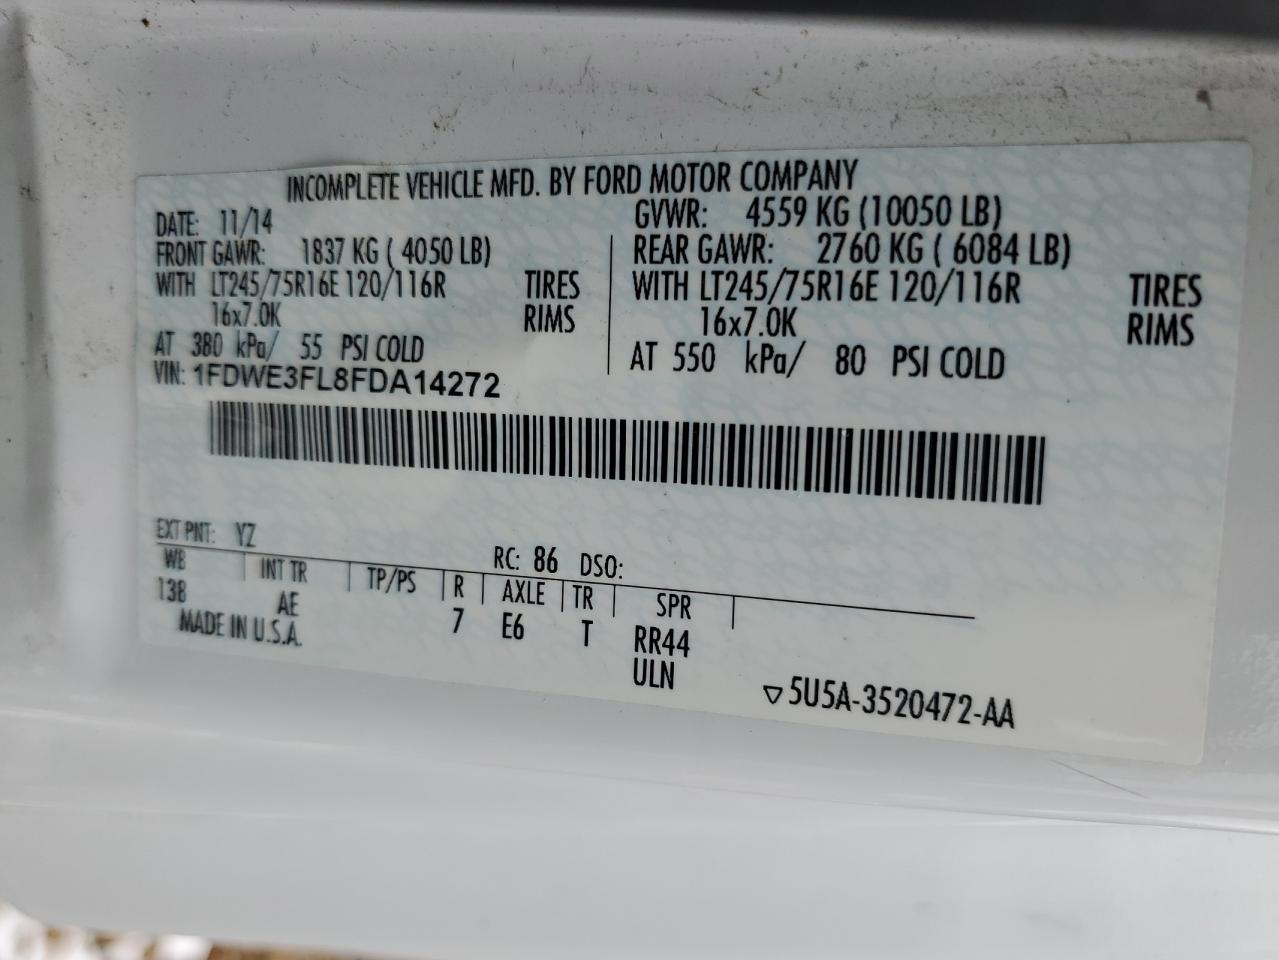 INCOMPLETE VEHICLE MFD. BY FORD MOTOR COMPANY
DATE: 11/14
FRONT GAWR: 1837 KG ( 4050 LB)
WITH LT245/75R16E 120/116R TIRES
16x7.0K RIMS
AT 380 kPa/ 55 PSI COLD
GVWR: 4559 KG (10050 LB)
REAR GAWR: 2760 KG ( 6084 LB)
WITH LT245/75R16E 120/116R TIRES
16x7.0K RIMS
AT 550 kPa/ 80 PSI COLD
VIN: 1FDWE3FL8FDA14272
EXT PNT: YZ RC: 86 DSO:
WB INT TR TP/PS R AXLE TR SPR
138 AE 7 E6 T RR44
MADE IN U.S.A. ULN
▽5U5A-3520472-AA